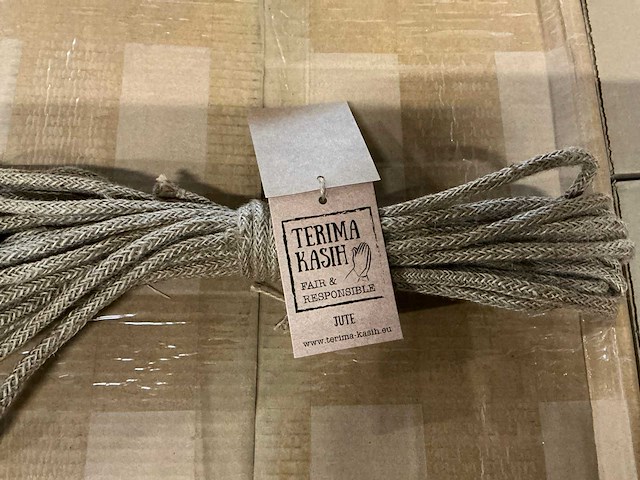 TERIMA
KASIH
FAIR &
RESPONSIBLE
JUTE
www.terima-kasih.eu